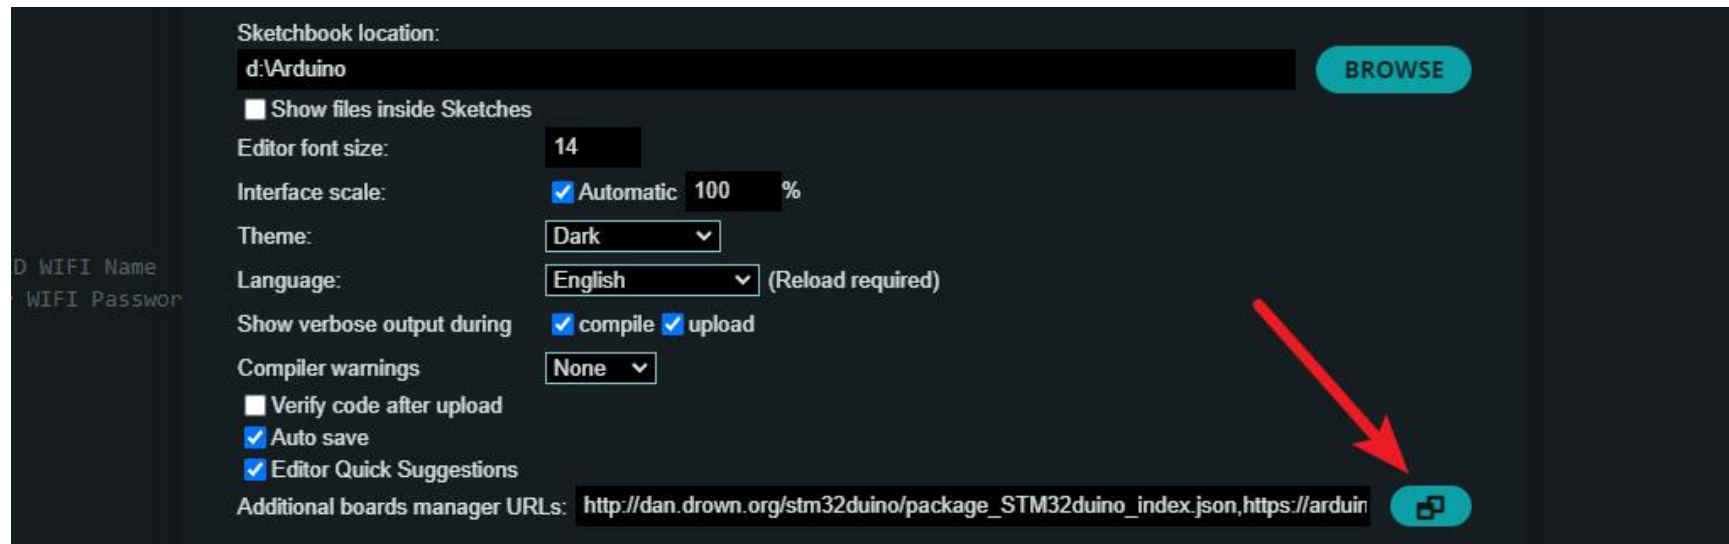 Sketchbook location:
d:\Arduino
BROWSE
Show files inside Sketches
Editor font size: 14
Interface scale: Automatic 100 %
Theme: Dark
D WIFI Name
Language: English (Reload required)
WIFI Passwor
Show verbose output during compile upload
Compiler warnings None
Verify code after upload
Auto save
Editor Quick Suggestions
Additional boards manager URLs: http://dan.drown.org/stm32duino/package_STM32duino_index.json,https://arduin